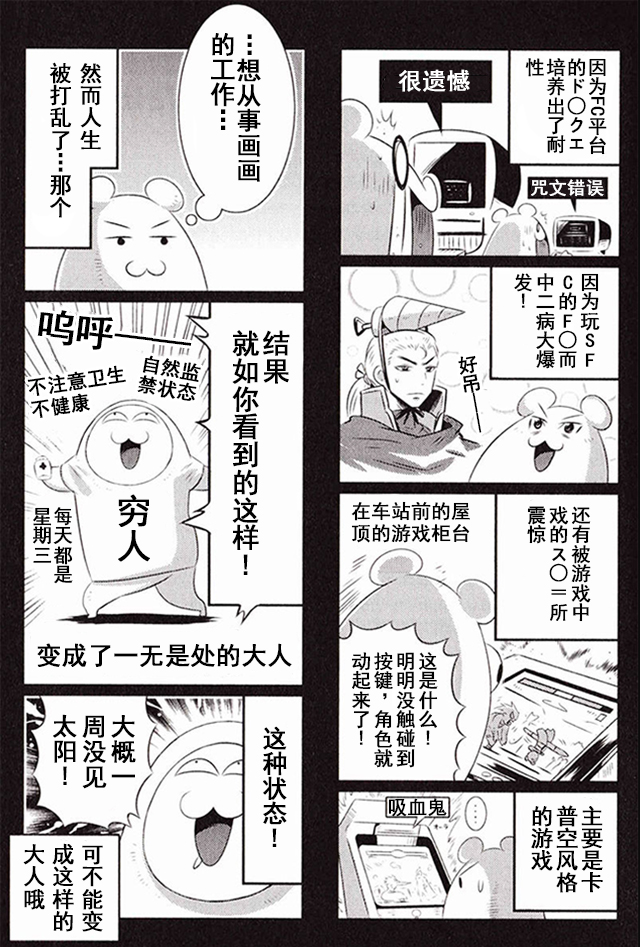 因为FC平台
的ド〇クエ
培养出了耐
性
很遗憾
咒文错误
因为玩SF
C的F〇而
中二病大爆
发！
好吊——
还有被游戏中
戏的ス〇＝所
震惊
在车站前的屋
顶的游戏柜台
这是什么！
明明没触碰到
按键，角色就
动起来了！
主要是卡
普空风格
的游戏
吸血鬼
…
…想从事画画
的工作…
然而人生
被打乱了…那个
结果
就如你看到的这样！
呜呼——
自然监
禁状态
不注意卫生
不健康
穷人
每天都是
星期三
变成了一无是处的大人
这种状态！
大概一
周没见
太阳！
可不能变
成这样的
大人哦